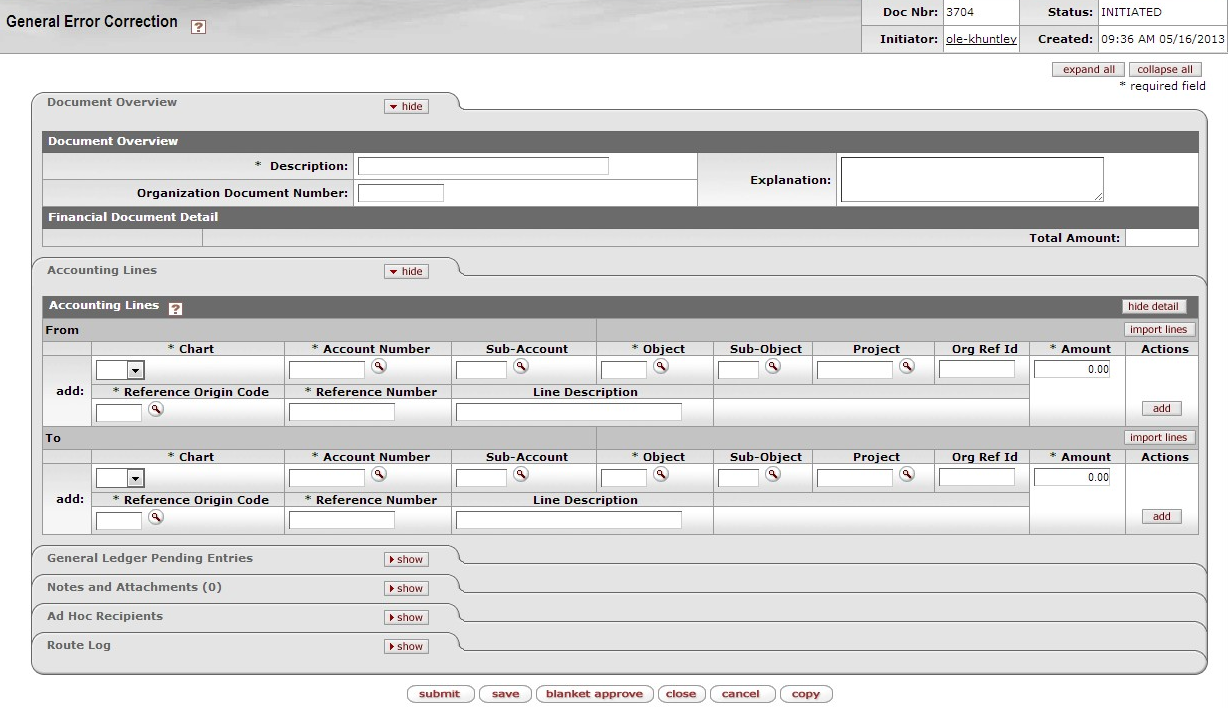 General Error Correction ?
Doc Nbr: 3704 Status: INITIATED
Initiator: ole-khuntley Created: 09:36 AM 05/16/2013
expand all collapse all
* required field
Document Overview hide
Document Overview
* Description: Explanation:
Organization Document Number:
Financial Document Detail
Total Amount:
Accounting Lines hide
Accounting Lines ? hide detail
From import lines
* Chart * Account Number Sub-Account * Object Sub-Object Project Org Ref Id * Amount Actions
0.00
add: * Reference Origin Code * Reference Number Line Description
add
To import lines
* Chart * Account Number Sub-Account * Object Sub-Object Project Org Ref Id * Amount Actions
0.00
add: * Reference Origin Code * Reference Number Line Description
add
General Ledger Pending Entries show
Notes and Attachments (0) show
Ad Hoc Recipients show
Route Log show
submit save blanket approve close cancel copy